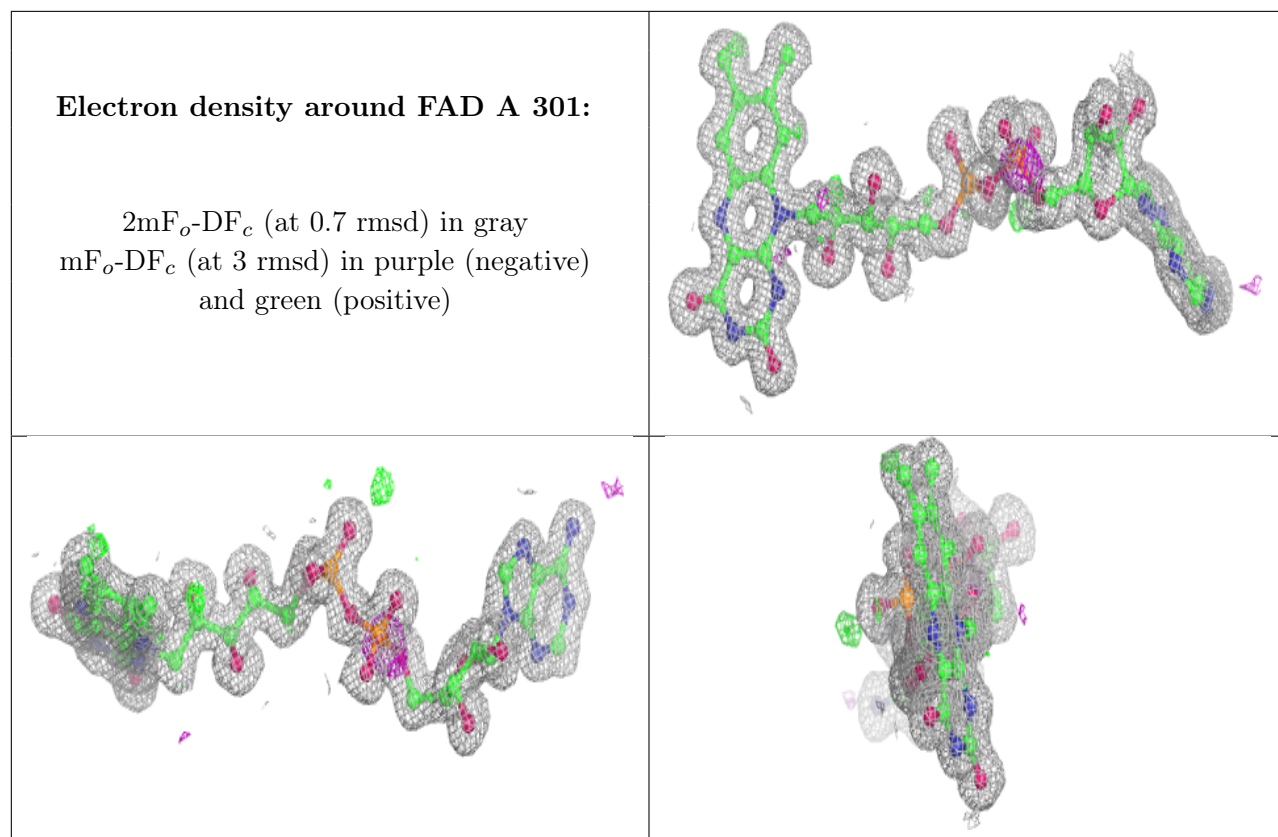 Electron density around FAD A 301:
2mFₒ-DF𝒸 (at 0.7 rmsd) in gray
mFₒ-DF𝒸 (at 3 rmsd) in purple (negative)
and green (positive)